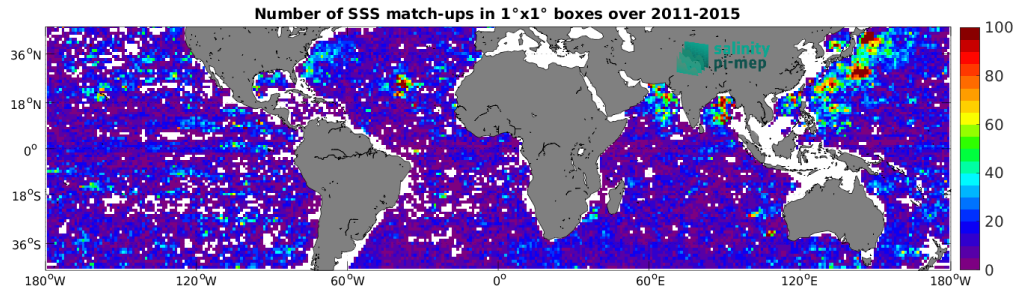 Number of SSS match-ups in 1°x1° boxes over 2011-2015
salinity
pi-mep
36°N
18°N
0°
18°S
36°S
180°W
120°W
60°W
0°
60°E
120°E
180°W
100
80
60
40
20
0